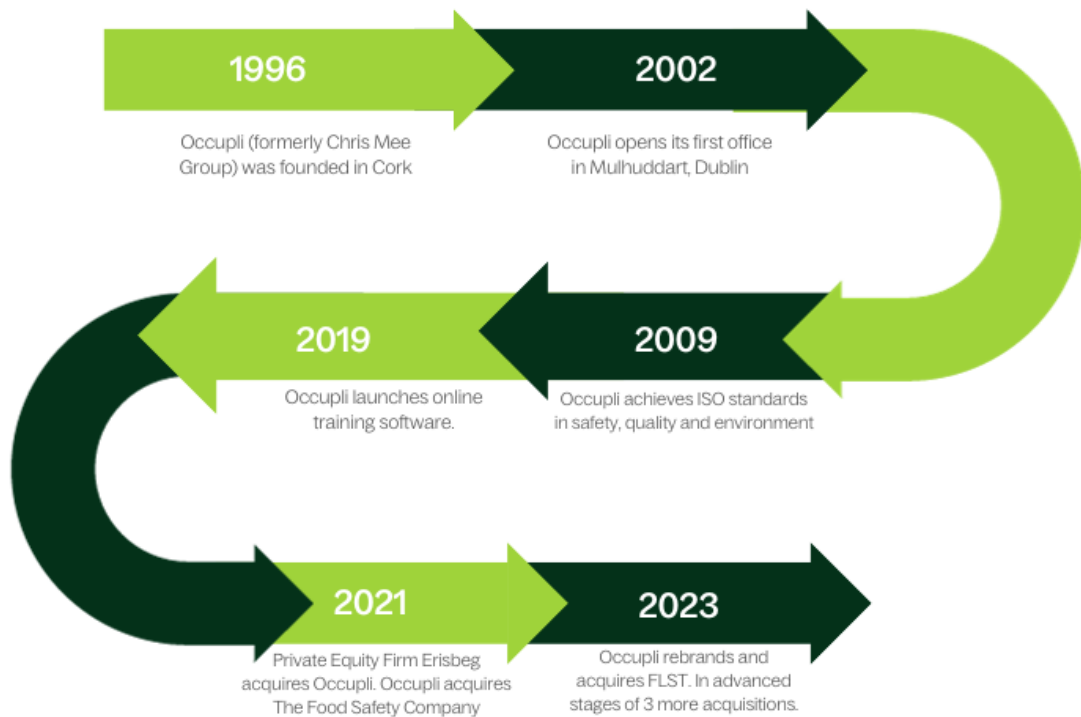 1996
Occupli (formerly Chris Mee
Group) was founded in Cork
2002
Occupli opens its first office
in Mulhuddart, Dublin
2009
Occupli achieves ISO standards
in safety, quality and environment
2019
Occupli launches online
training software.
2021
Private Equity Firm Erisbeg
acquires Occupli. Occupli acquires
The Food Safety Company
2023
Occupli rebrands and
acquires FLST. In advanced
stages of 3 more acquisitions.